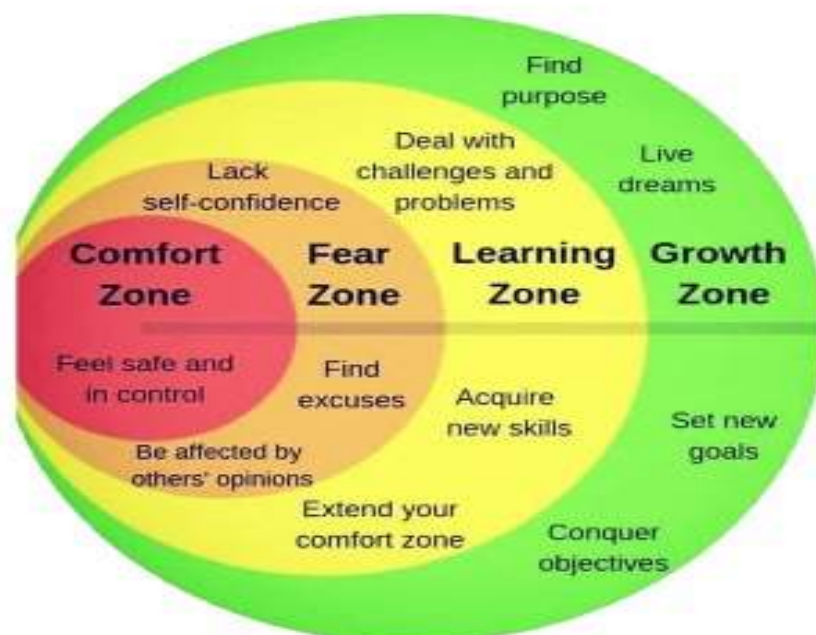 Comfort
Zone
Feel safe and
in control
Fear
Zone
Lack
self-confidence
Find
excuses
Be affected by
others' opinions
Learning
Zone
Deal with
challenges and
problems
Acquire
new skills
Extend your
comfort zone
Growth
Zone
Find
purpose
Live
dreams
Set new
goals
Conquer
objectives